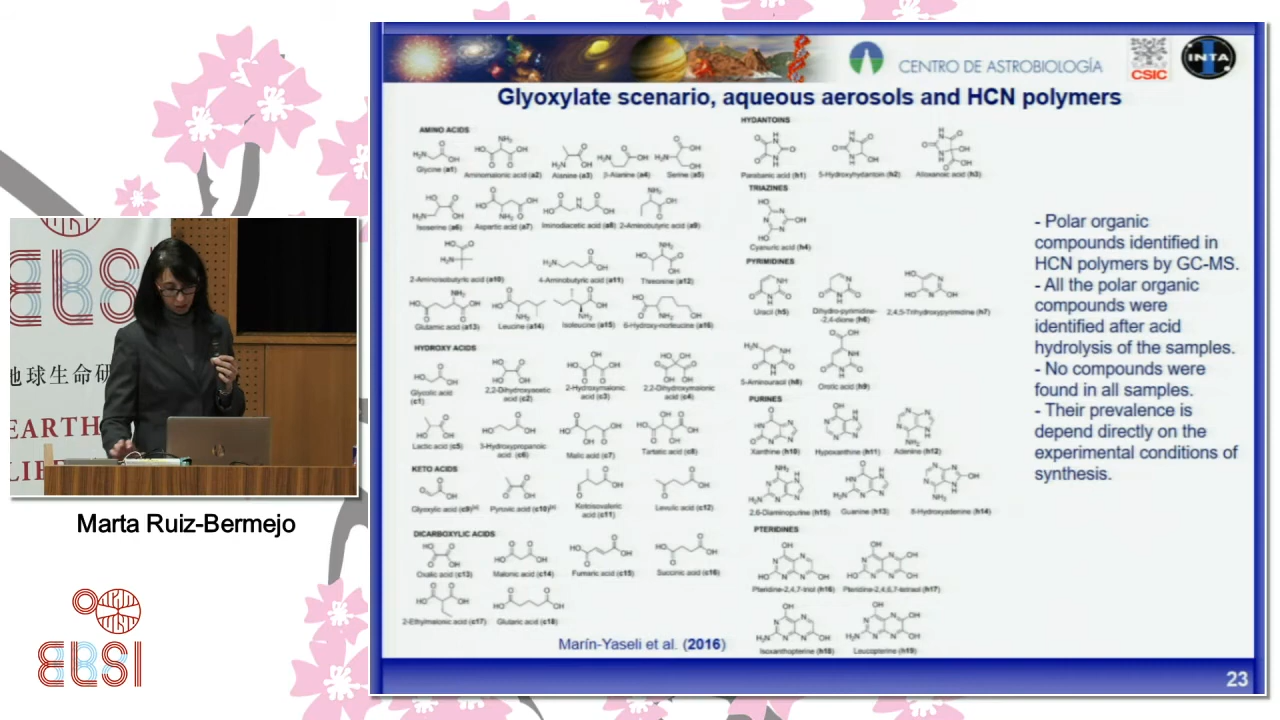 CENTRO DE ASTROBIOLOGÍA
CSIC
INTA
Glyoxylate scenario, aqueous aerosols and HCN polymers
AMINO ACIDS
Glycine (a1)
Aminomalonic acid (a2)
Alanine (a3)
β-Alanine (a4)
Serine (a5)
Isoserine (a6)
Aspartic acid (a7)
Iminodiacetic acid (a8)
2-Aminobutyric acid (a9)
2-Aminoisobutyric acid (a10)
4-Aminobutyric acid (a11)
Threonine (a12)
Glutamic acid (a13)
Leucine (a14)
Isoleucine (a15)
6-Hydroxy-norleucine (a16)
HYDROXY ACIDS
Glycolic acid
(c1)
2,2-Dihydroxyacetic
acid (c2)
2-Hydroxymalonic
acid (c3)
2,2-Dihydroxymalonic
acid (c4)
Lactic acid (c5)
3-Hydroxypropanoic
acid (c6)
Malic acid (c7)
Tartatic acid (c8)
KETO ACIDS
Glyoxylic acid (c9)
Pyruvic acid (c10)
Ketoisovaleric
acid (c11)
Levulic acid (c12)
DICARBOXYLIC ACIDS
Oxalic acid (c13)
Malonic acid (c14)
Fumaric acid (c15)
Succinic acid (c16)
2-Ethylmalonic acid (c17)
Glutaric acid (c18)
HYDANTOINS
Parabanic acid (h1)
5-Hydroxyhydantoin (h2)
Alloxanoic acid (h3)
TRIAZINES
Cyanuric acid (h4)
PYRIMIDINES
Uracil (h5)
Dihydro-pyrimidine-
-2,4-dione (h6)
2,4,5-Trihydroxypyrimidine (h7)
5-Aminouracil (h8)
Orotic acid (h9)
PURINES
Xanthine (h10)
Hypoxanthine (h11)
Adenine (h12)
2,6-Diaminopurine (h15)
Guanine (h13)
8-Hydroxyadenine (h14)
PTERIDINES
Pteridine-2,4,7-triol (h16)
Pteridine-2,4,6,7-tetraol (h17)
Isoxanthopterine (h18)
Leucopterine (h19)
- Polar organic
compounds identified in
HCN polymers by GC-MS.
- All the polar organic
compounds were
identified after acid
hydrolysis of the samples.
- No compounds were
found in all samples.
- Their prevalence is
depend directly on the
experimental conditions of
synthesis.
Marín-Yaseli et al. (2016)
23
ELS
地球生命研
EARTH
LIF
Marta Ruiz-Bermejo
ELSI